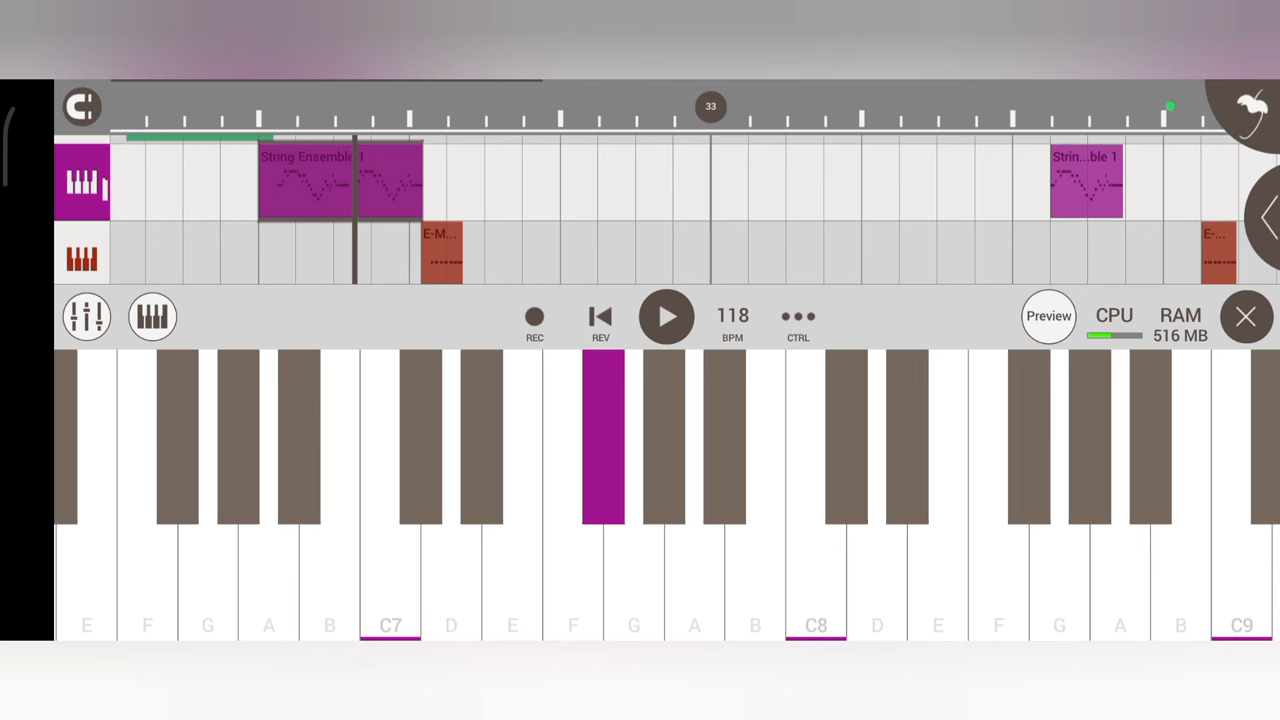 33
String Ensemble 1
Strin...ble 1
E-M...
E-...
REC
REV
118
BPM
CTRL
Preview
CPU
RAM
516 MB
E F G A B C7 D E F G A B C8 D E F G A B C9